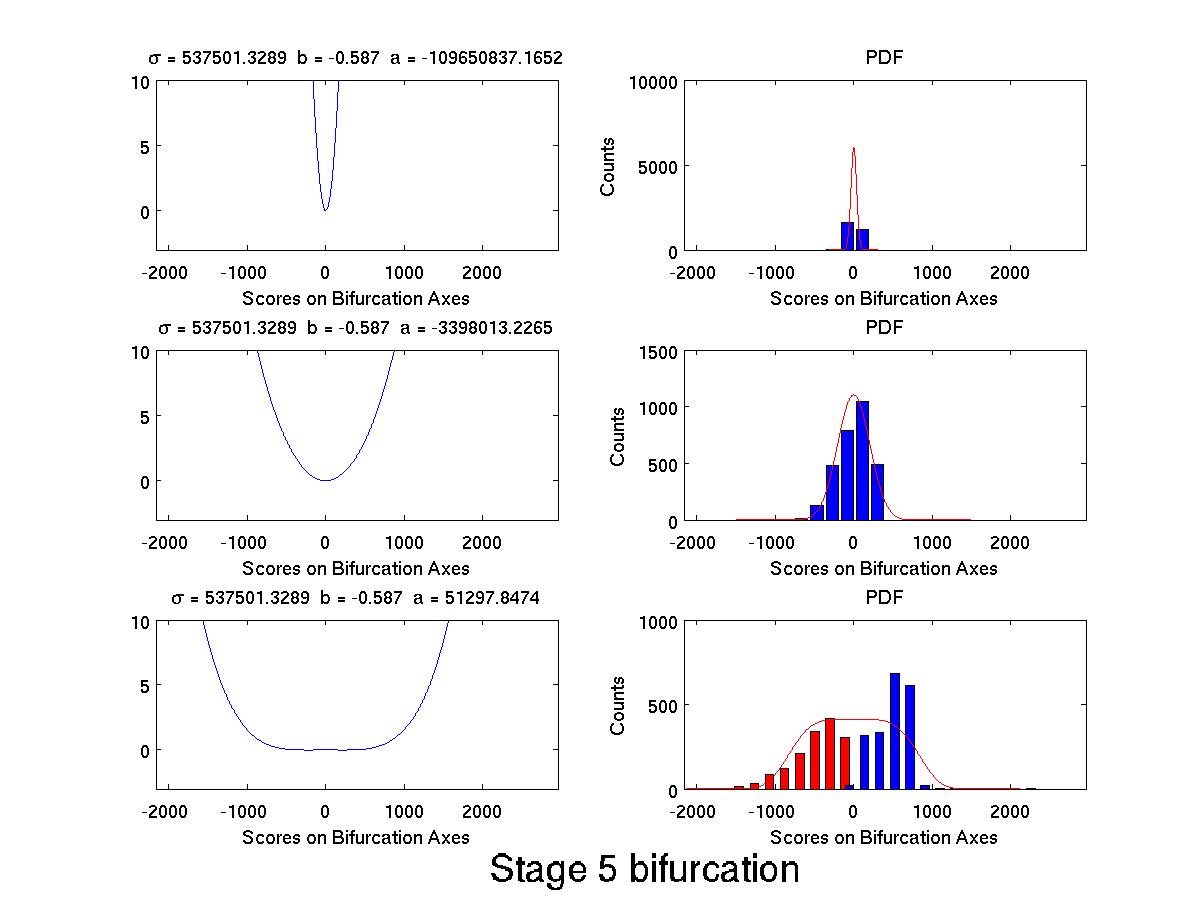 σ = 537501.3289 b = -0.587 a = -109650837.1652
10
5
0
-2000 -1000 0 1000 2000
Scores on Bifurcation Axes
PDF
Counts
10000
5000
0
-2000 -1000 0 1000 2000
Scores on Bifurcation Axes
σ = 537501.3289 b = -0.587 a = -3398013.2265
10
5
0
-2000 -1000 0 1000 2000
Scores on Bifurcation Axes
PDF
Counts
1500
1000
500
0
-2000 -1000 0 1000 2000
Scores on Bifurcation Axes
σ = 537501.3289 b = -0.587 a = 51297.8474
10
5
0
-2000 -1000 0 1000 2000
Scores on Bifurcation Axes
PDF
Counts
1000
500
0
-2000 -1000 0 1000 2000
Scores on Bifurcation Axes
Stage 5 bifurcation